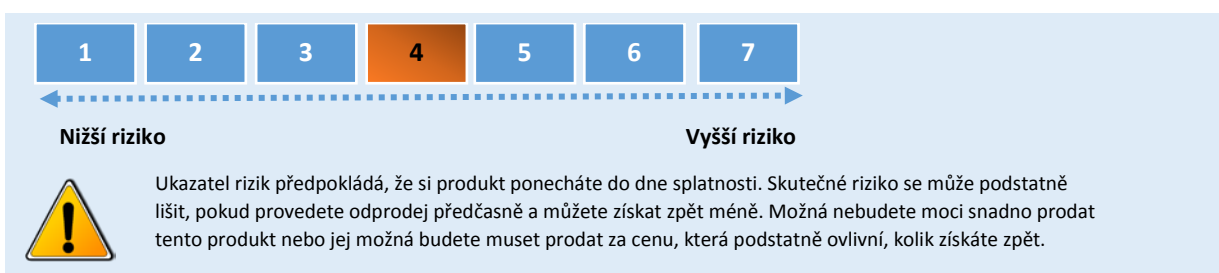 1 2 3 4 5 6 7
Nižší riziko Vyšší riziko
Ukazatel rizik předpokládá, že si produkt ponecháte do dne splatnosti. Skutečné riziko se může podstatně
lišit, pokud provedete odprodej předčasně a můžete získat zpět méně. Možná nebudete moci snadno prodat
tento produkt nebo jej možná budete muset prodat za cenu, která podstatně ovlivní, kolik získáte zpět.